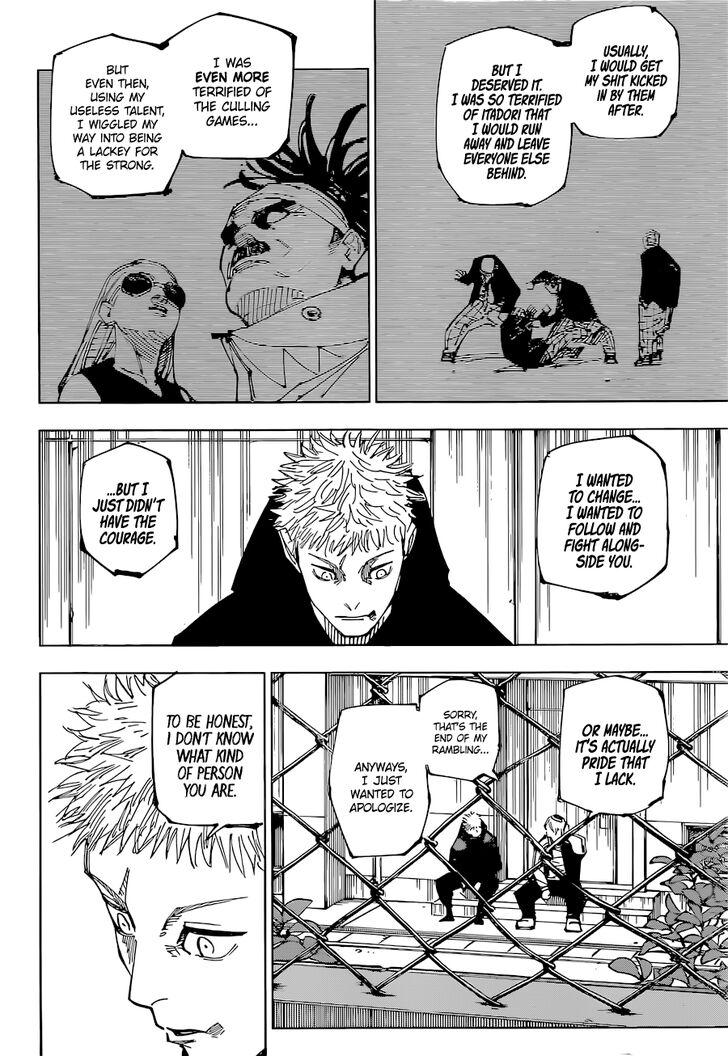 USUALLY,
I WOULD GET
MY SHIT KICKED
IN BY THEM
AFTER.
BUT I
DESERVED IT.
I WAS SO TERRIFIED
OF ITADORI THAT
I WOULD RUN
AWAY AND LEAVE
EVERYONE ELSE
BEHIND.
I WAS
EVEN MORE
TERRIFIED
OF THE CULLING
GAMES...
BUT
EVEN THEN,
USING MY
USELESS TALENT,
I WIGGLED MY
WAY INTO BEING
A LACKEY FOR
THE STRONG.
I WANTED
TO CHANGE...
I WANTED TO
FOLLOW AND
FIGHT ALONG-
SIDE YOU.
...BUT I
JUST DIDN'T
HAVE THE
COURAGE.
OR MAYBE...
IT'S ACTUALLY
PRIDE THAT
I LACK.
SORRY,
THAT'S THE
END OF MY
RAMBLING...
ANYWAYS,
I JUST
WANTED TO
APOLOGIZE.
TO BE HONEST,
I DON'T KNOW
WHAT KIND
OF PERSON
YOU ARE.